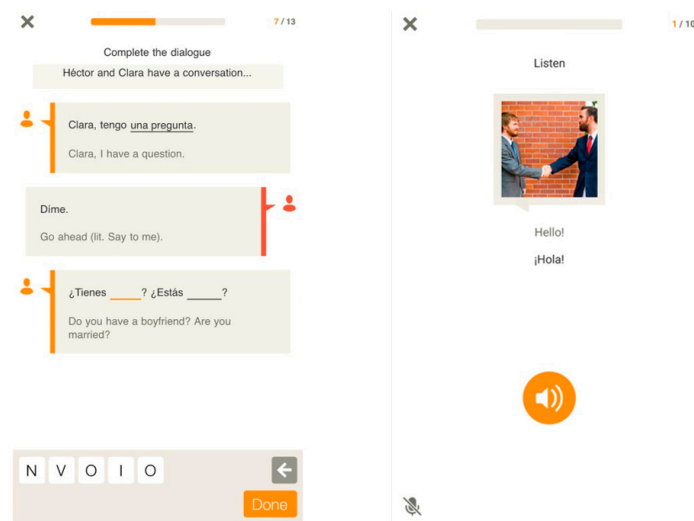 7 / 13
Complete the dialogue
Héctor and Clara have a conversation...
Clara, tengo una pregunta.
Clara, I have a question.
Dime.
Go ahead (lit. Say to me).
¿Tienes _____? ¿Estás _____?
Do you have a boyfriend? Are you
married?
N V O I O
Done
1 / 10
Listen
Hello!
¡Hola!